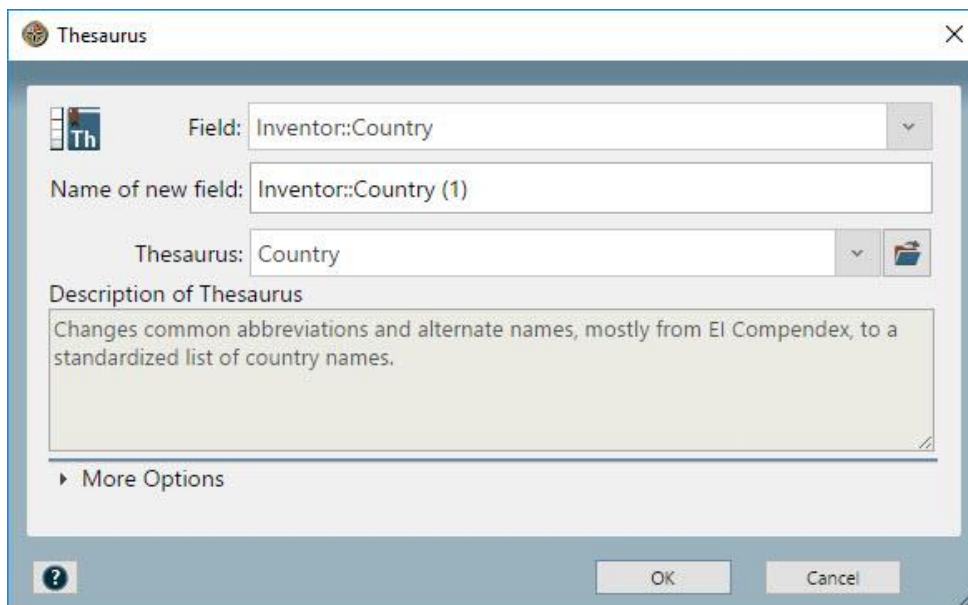 Thesaurus
Th
Field: Inventor::Country
Name of new field: Inventor::Country (1)
Thesaurus: Country
Description of Thesaurus
Changes common abbreviations and alternate names, mostly from EI Compendex, to a
standardized list of country names.
More Options
?
OK Cancel